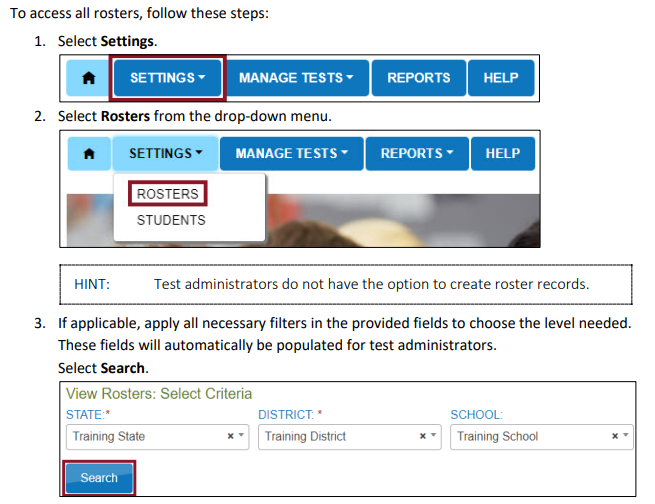 To access all rosters, follow these steps:
1. Select Settings.
SETTINGS MANAGE TESTS REPORTS HELP
2. Select Rosters from the drop-down menu.
SETTINGS MANAGE TESTS REPORTS HELP
ROSTERS
STUDENTS
HINT: Test administrators do not have the option to create roster records.
3. If applicable, apply all necessary filters in the provided fields to choose the level needed.
These fields will automatically be populated for test administrators.
Select Search.
View Rosters: Select Criteria
STATE:* DISTRICT: * SCHOOL:
Training State × Training District × Training School ×
Search